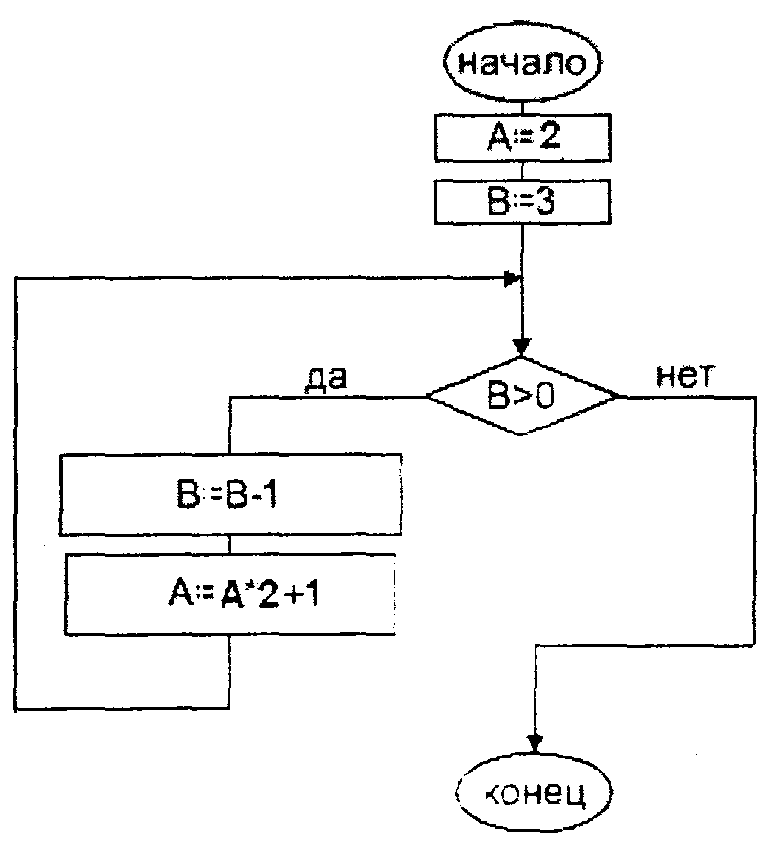 начало
A:=2
B:=3
B>0
да
нет
B:=B-1
A:=A*2+1
конец